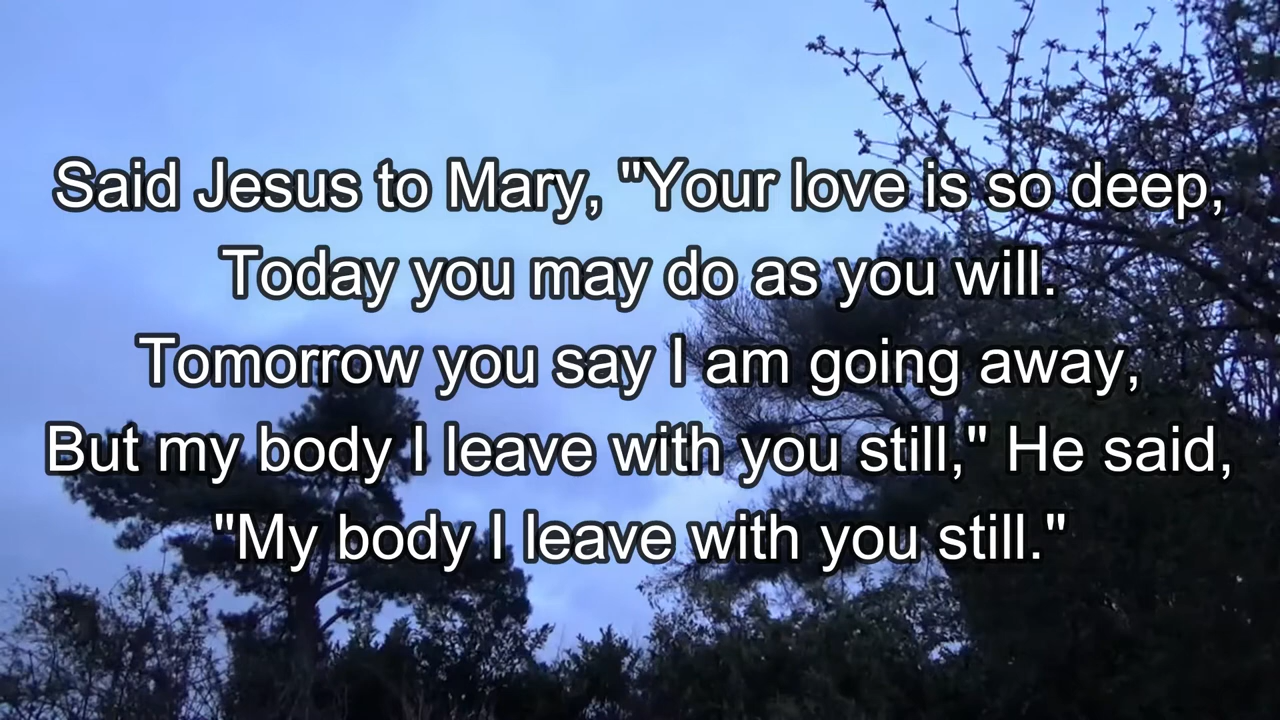 Said Jesus to Mary, "Your love is so deep,
Today you may do as you will.
Tomorrow you say I am going away,
But my body I leave with you still," He said,
"My body I leave with you still."